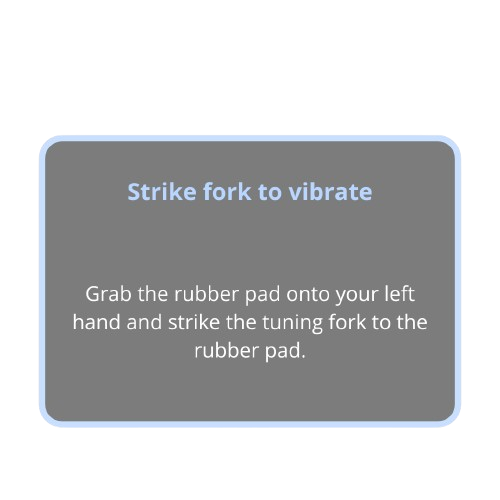 Strike fork to vibrate
Grab the rubber pad onto your left
hand and strike the tuning fork to the
rubber pad.